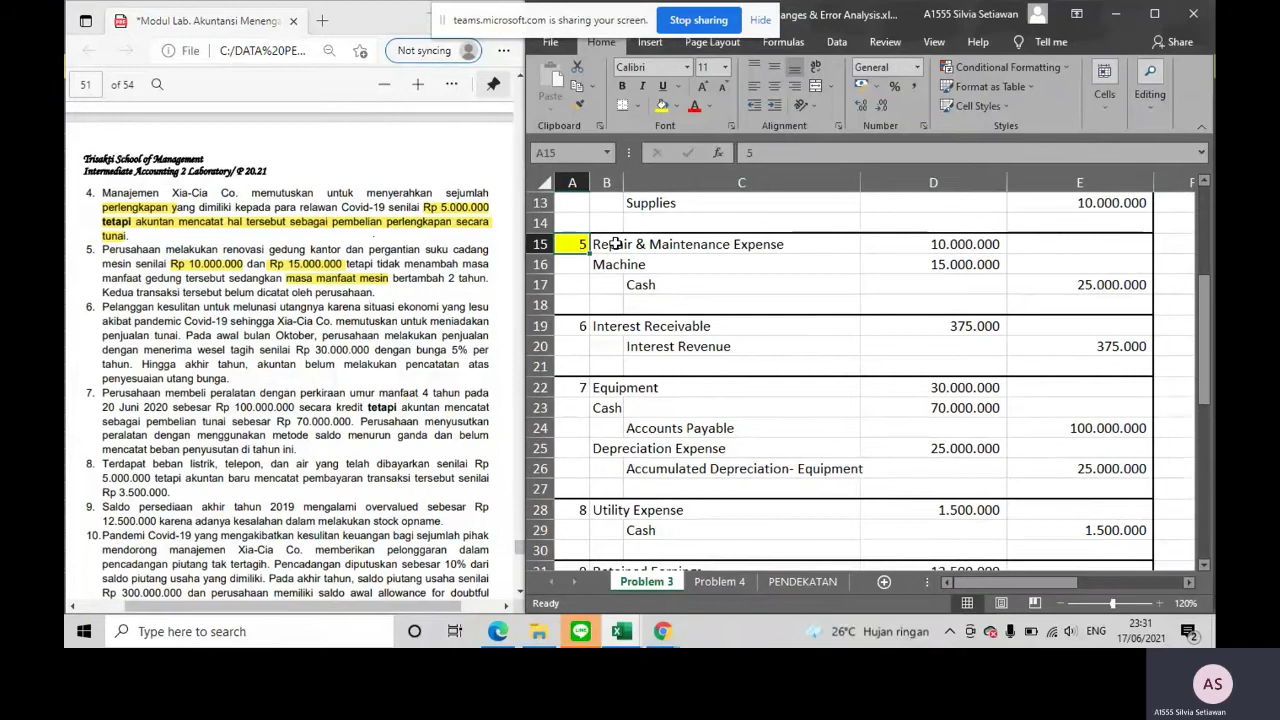 *Modul Lab. Akuntansi Menenga
teams.microsoft.com is sharing your screen.
Stop sharing
Hide
nges & Error Analysis.xl...
A1555 Silvia Setiawan
File
C:/DATA%20PE...
Not syncing
51 of 54
File Home Insert Page Layout Formulas Data Review View Help Tell me Share
Paste
Calibri 11
B I U
General
Conditional Formatting
Format as Table
Cell Styles
Cells
Editing
Clipboard Font Alignment Number Styles
A15 fx 5
A B C D E F
Trisakti School of Management
Intermediate Accounting 2 Laboratory/ P 20.21
4. Manajemen Xia-Cia Co. memutuskan untuk menyerahkan sejumlah
perlengkapan yang dimiliki kepada para relawan Covid-19 senilai Rp 5.000.000
tetapi akuntan mencatat hal tersebut sebagai pembelian perlengkapan secara
tunai.
5. Perusahaan melakukan renovasi gedung kantor dan pergantian suku cadang
mesin senilai Rp 10.000.000 dan Rp 15.000.000 tetapi tidak menambah masa
manfaat gedung tersebut sedangkan masa manfaat mesin bertambah 2 tahun.
Kedua transaksi tersebut belum dicatat oleh perusahaan.
6. Pelanggan kesulitan untuk melunasi utangnya karena situasi ekonomi yang lesu
akibat pandemic Covid-19 sehingga Xia-Cia Co. memutuskan untuk meniadakan
penjualan tunai. Pada awal bulan Oktober, perusahaan melakukan penjualan
dengan menerima wesel tagih senilai Rp 30.000.000 dengan bunga 5% per
tahun. Hingga akhir tahun, akuntan belum melakukan pencatatan atas
penyesuaian utang bunga.
7. Perusahaan membeli peralatan dengan perkiraan umur manfaat 4 tahun pada
20 Juni 2020 sebesar Rp 100.000.000 secara kredit tetapi akuntan mencatat
sebagai pembelian tunai sebesar Rp 70.000.000. Perusahaan menyusutkan
peralatan dengan menggunakan metode saldo menurun ganda dan belum
mencatat beban penyusutan di tahun ini.
8. Terdapat beban listrik, telepon, dan air yang telah dibayarkan senilai Rp
5.000.000 tetapi akuntan baru mencatat pembayaran transaksi tersebut senilai
Rp 3.500.000.
9. Saldo persediaan akhir tahun 2019 mengalami overvalued sebesar Rp
12.500.000 karena adanya kesalahan dalam melakukan stock opname.
10. Pandemi Covid-19 yang mengakibatkan kesulitan keuangan bagi sejumlah pihak
mendorong manajemen Xia-Cia Co. memberikan pelonggaran dalam
pencadangan piutang tak tertagih. Pencadangan diputuskan sebesar 10% dari
saldo piutang usaha yang dimiliki. Pada akhir tahun, saldo piutang usaha senilai
Rp 300.000.000 dan perusahaan memiliki saldo awal allowance for doubtful
13 Supplies 10.000.000
14
15 5 Repair & Maintenance Expense 10.000.000
16 Machine 15.000.000
17 Cash 25.000.000
18
19 6 Interest Receivable 375.000
20 Interest Revenue 375.000
21
22 7 Equipment 30.000.000
23 Cash 70.000.000
24 Accounts Payable 100.000.000
25 Depreciation Expense 25.000.000
26 Accumulated Depreciation- Equipment 25.000.000
27
28 8 Utility Expense 1.500.000
29 Cash 1.500.000
30
Problem 3 Problem 4 PENDEKATAN
Ready 120%
Type here to search
26°C Hujan ringan
ENG
23:31
17/06/2021
2
AS
A1555 Silvia Setiawan